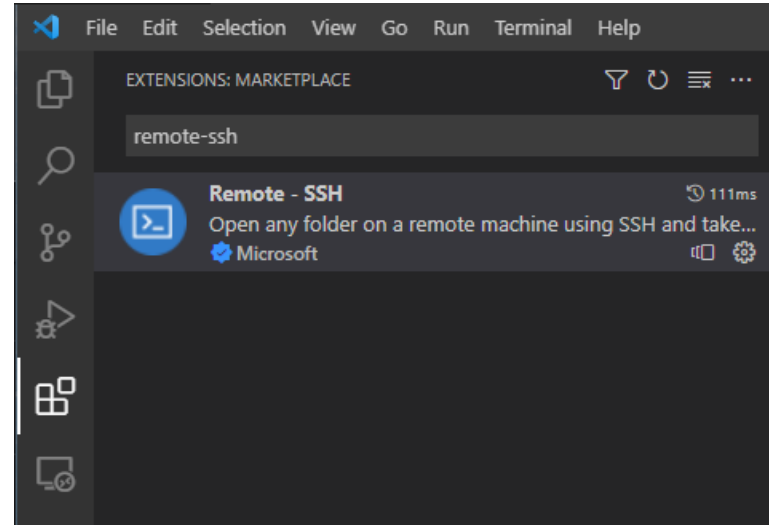 File Edit Selection View Go Run Terminal Help
EXTENSIONS: MARKETPLACE
remote-ssh
Remote - SSH 111ms
Open any folder on a remote machine using SSH and take...
Microsoft